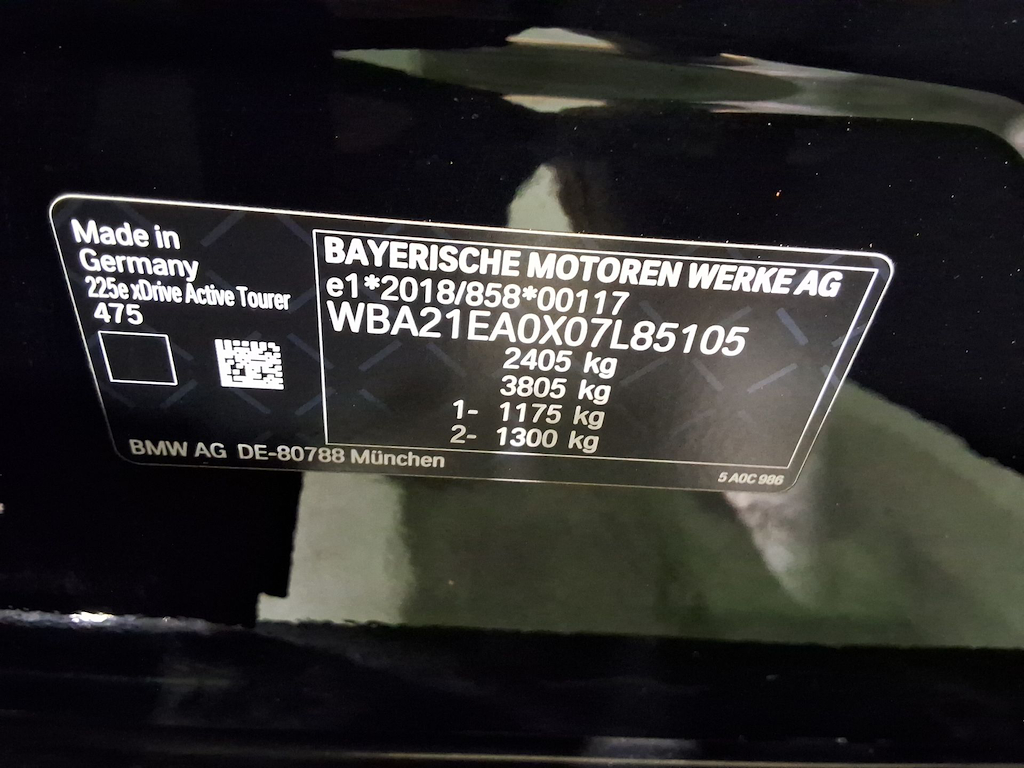 Made in
Germany
225e xDrive Active Tourer
475
BMW AG DE-80788 München
BAYERISCHE MOTOREN WERKE AG
e1*2018/858*00117
WBA21EA0X07L85105
2405 kg
3805 kg
1- 1175 kg
2- 1300 kg
5 A0C 986